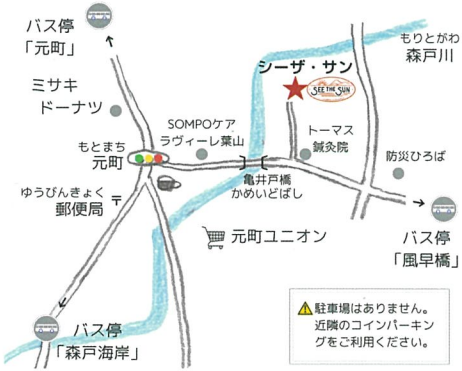 バス停
「元町」
ミサキ
ドーナツ
もりとがわ
森戸川
シーザ・サン
SEE THE SUN
SOMPOケア
ラヴィーレ葉山
トーマス
鍼灸院
防災ひろば
もとまち
元町
亀井戸橋
かめいどばし
ゆうびんきょく
郵便局
〒
元町ユニオン
バス停
「風早橋」
バス停
「森戸海岸」
駐車場はありません。
近隣のコインパーキン
グをご利用ください。